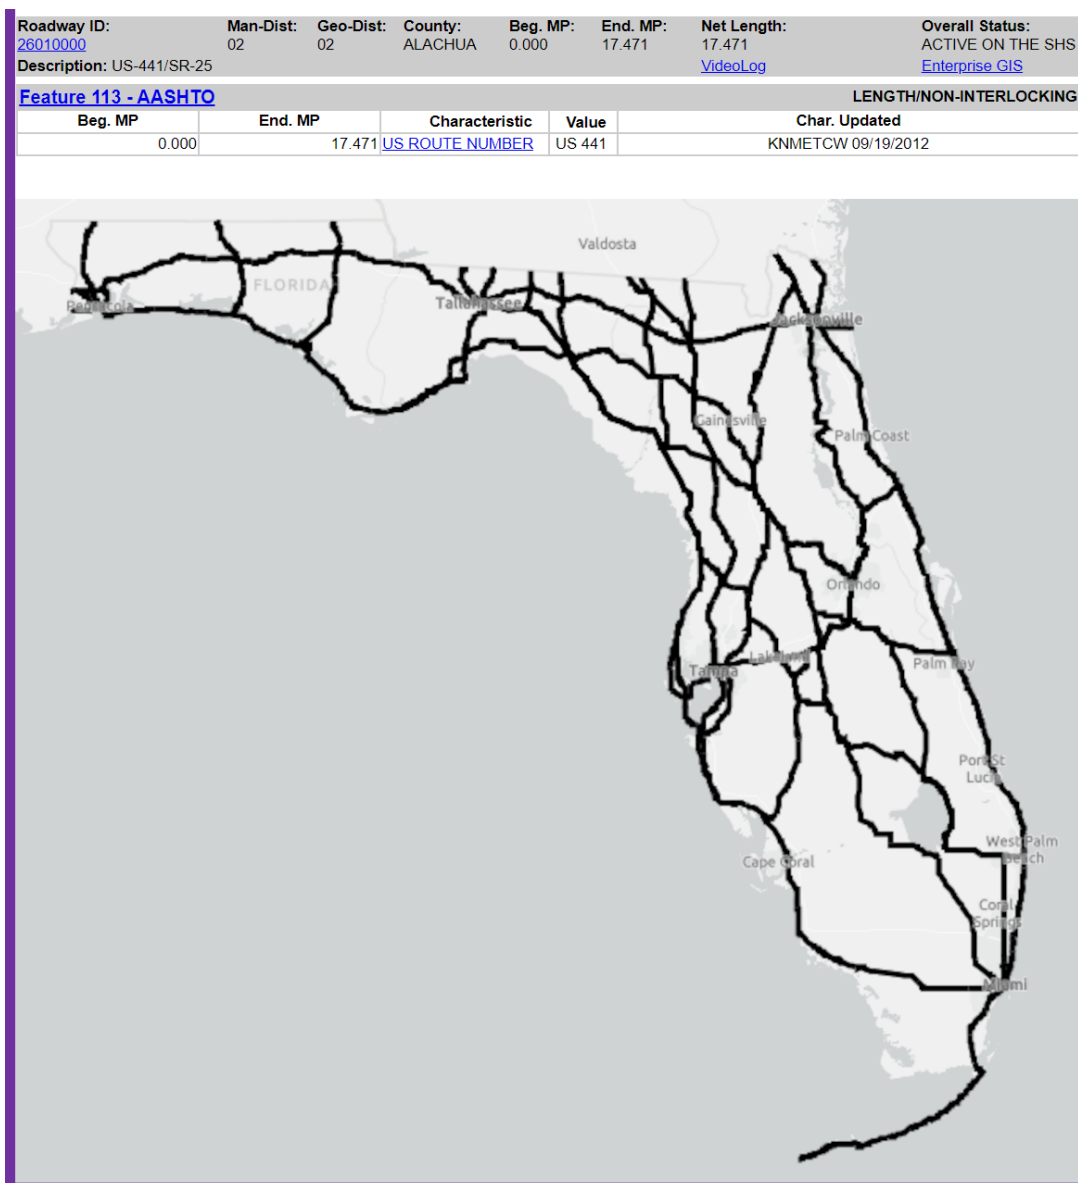 Roadway ID: Man-Dist: Geo-Dist: County: Beg. MP: End. MP: Net Length: Overall Status:
26010000 02 02 ALACHUA 0.000 17.471 17.471 ACTIVE ON THE SHS
Description: US-441/SR-25 VideoLog Enterprise GIS
Feature 113 - AASHTO LENGTH/NON-INTERLOCKING
Beg. MP End. MP Characteristic Value Char. Updated
0.000 17.471 US ROUTE NUMBER US 441 KNMETCW 09/19/2012
Valdosta
FLORIDA
Pensacola
Tallahassee
Jacksonville
Gainesville
Palm Coast
Orlando
Lakeland
Palm Bay
Tampa
Port St
Lucie
West Palm
Beach
Cape Coral
Coral
Springs
Miami